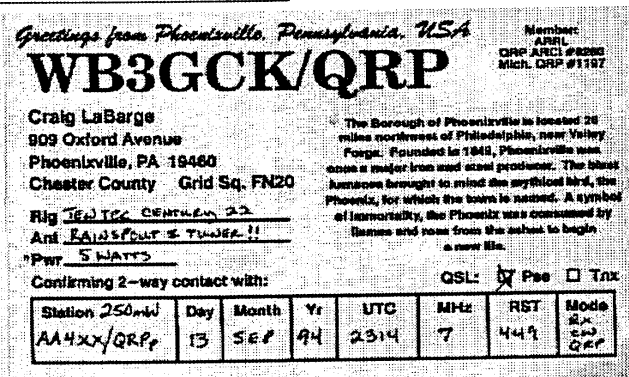 Greetings from Phoenixville, Pennsylvania, USA
Member:
ARRL
QRP ARCI #8260
Mich. QRP #1197
WB3GCK/QRP
Craig LaBarge
909 Oxford Avenue
Phoenixville, PA 19460
Chester County Grid Sq. FN20
The Borough of Phoenixville is located 26
miles northwest of Philadelphia, near Valley
Forge. Founded in 1849, Phoenixville was
once a major iron and steel producer. The blast
furnaces brought to mind the mythical bird, the
Phoenix, for which the town is named. A symbol
of immortality, the Phoenix was consumed by
flames and rose from the ashes to begin
a new life.
Rig TEN TEC CENTURY 22
Ant RAINSPOUT & TUNER!!
Pwr 5 WATTS
Confirming 2-way contact with:
QSL: ☑ Pse ☐ Tnx
Station 250mW Day Month Yr UTC MHz RST Mode
AA4XX/QRPp 13 SEP 94 2314 7 449 RX CW QRP